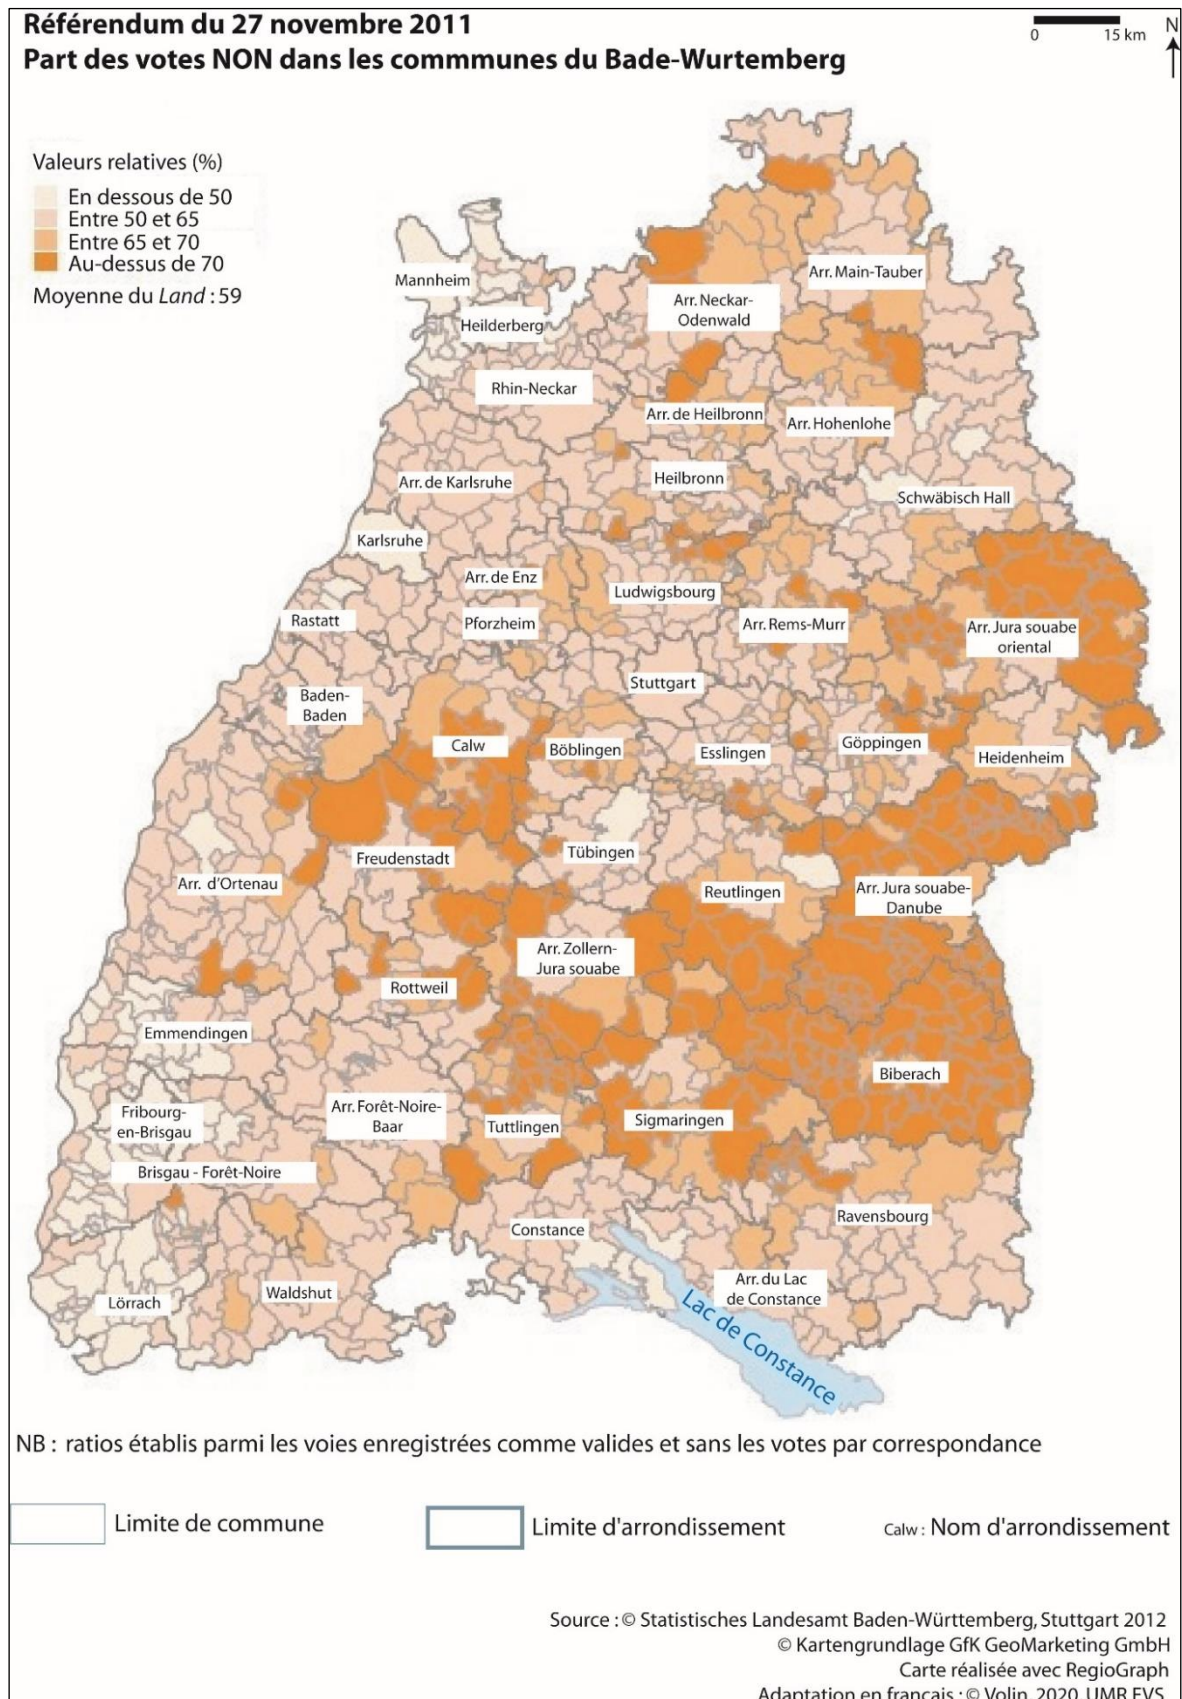 Référendum du 27 novembre 2011
Part des votes NON dans les commmunes du Bade-Wurtemberg
0 15 km
N
Valeurs relatives (%)
En dessous de 50
Entre 50 et 65
Entre 65 et 70
Au-dessus de 70
Moyenne du Land : 59
Mannheim
Heilderberg
Arr. Main-Tauber
Arr. Neckar-
Odenwald
Rhin-Neckar
Arr. de Heilbronn
Arr. Hohenlohe
Arr. de Karlsruhe
Heilbronn
Schwäbisch Hall
Karlsruhe
Arr. de Enz
Ludwigsbourg
Rastatt
Pforzheim
Arr. Rems-Murr
Arr. Jura souabe
oriental
Stuttgart
Baden-
Baden
Calw
Böblingen
Esslingen
Göppingen
Heidenheim
Freudenstadt
Tübingen
Arr. d'Ortenau
Reutlingen
Arr. Jura souabe-
Danube
Arr. Zollern-
Jura souabe
Rottweil
Emmendingen
Biberach
Fribourg-
en-Brisgau
Arr. Forêt-Noire-
Baar
Tuttlingen
Sigmaringen
Brisgau - Forêt-Noire
Constance
Ravensbourg
Lörrach
Waldshut
Arr. du Lac
de Constance
Lac de Constance
NB : ratios établis parmi les voies enregistrées comme valides et sans les votes par correspondance
Limite de commune
Limite d'arrondissement
Calw : Nom d'arrondissement
Source : © Statistisches Landesamt Baden-Württemberg, Stuttgart 2012
© Kartengrundlage GfK GeoMarketing GmbH
Carte réalisée avec RegioGraph
Adaptation en français : © Volin, 2020, UMR EVS